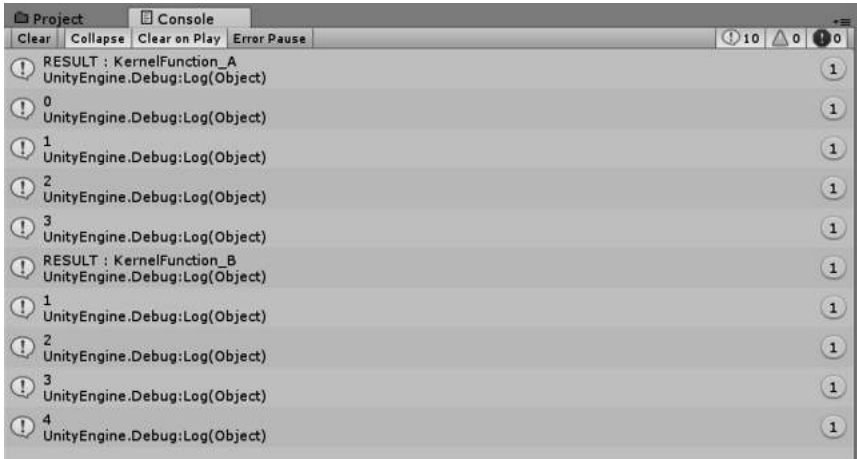 Project Console
Clear Collapse Clear on Play Error Pause 10 0 0
RESULT : KernelFunction_A
UnityEngine.Debug:Log(Object) 1
0
UnityEngine.Debug:Log(Object) 1
1
UnityEngine.Debug:Log(Object) 1
2
UnityEngine.Debug:Log(Object) 1
3
UnityEngine.Debug:Log(Object) 1
RESULT : KernelFunction_B
UnityEngine.Debug:Log(Object) 1
1
UnityEngine.Debug:Log(Object) 1
2
UnityEngine.Debug:Log(Object) 1
3
UnityEngine.Debug:Log(Object) 1
4
UnityEngine.Debug:Log(Object) 1